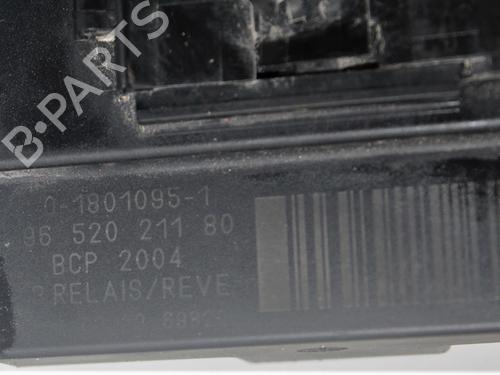 B-PARTS
0-1801095-1
96 520 211 80
BCP 2004
RELAIS/REVE